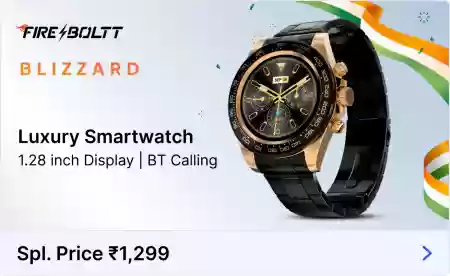 FIRE-BOLTT
BLIZZARD
Luxury Smartwatch
1.28 inch Display | BT Calling
Spl. Price ₹1,299